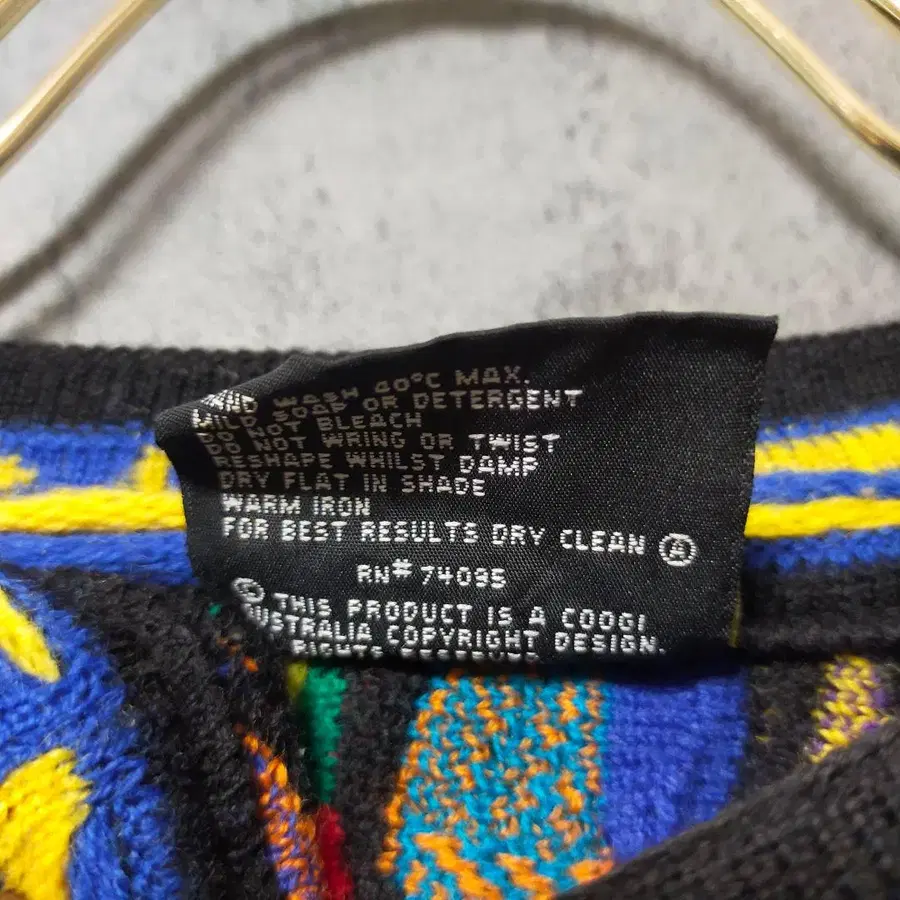 HAND WASH 40°C MAX.
MILD SOAP OR DETERGENT
DO NOT BLEACH
DO NOT WRING OR TWIST
RESHAPE WHILST DAMP
DRY FLAT IN SHADE
WARM IRON
FOR BEST RESULTS DRY CLEAN Ⓐ
RN# 74095
© THIS PRODUCT IS A COOGI
AUSTRALIA COPYRIGHT DESIGN.
RIGHTS RESERVED